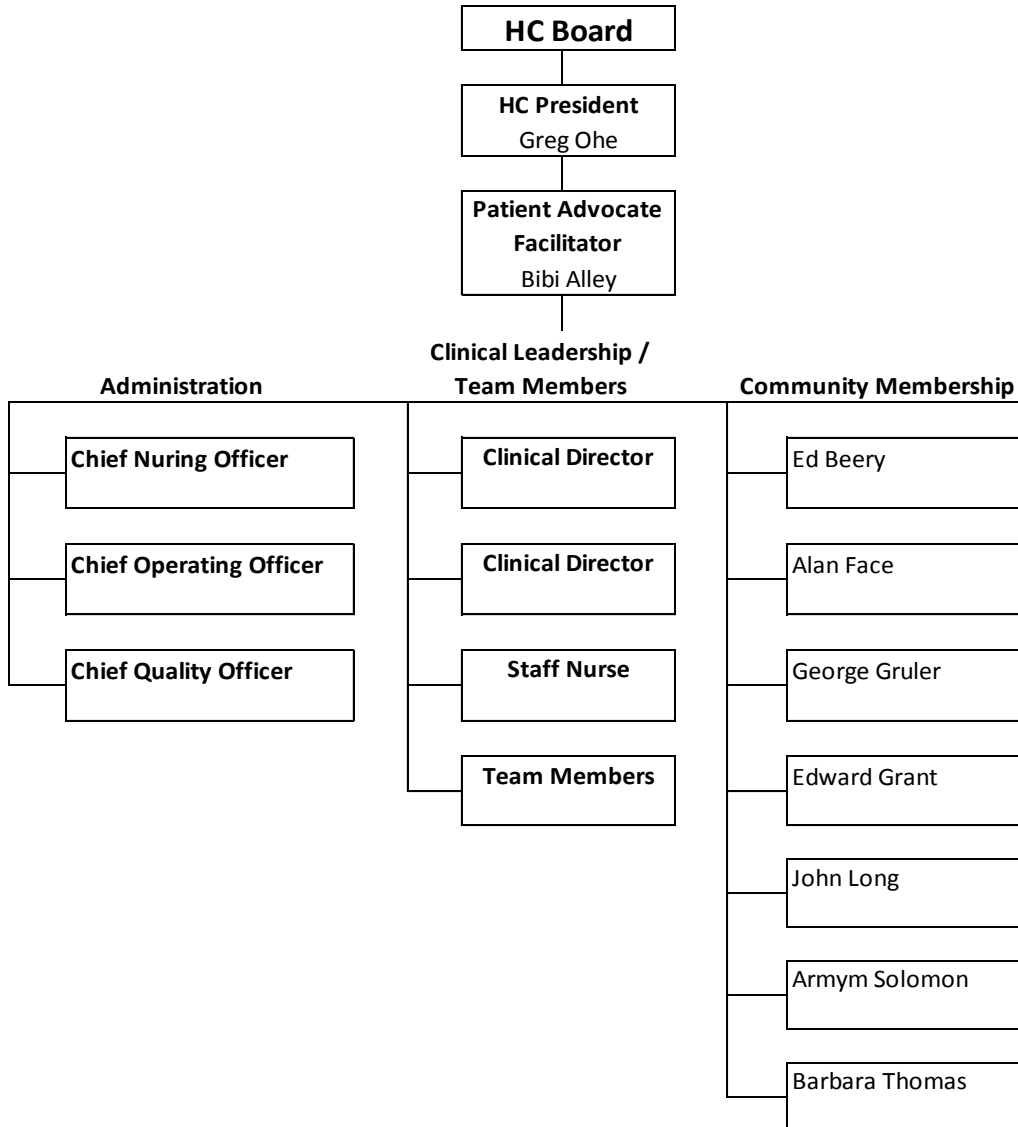 HC Board
HC President
Greg Ohe
Patient Advocate
Facilitator
Bibi Alley
Clinical Leadership /
Team Members
Administration
Community Membership
Chief Nuring Officer
Chief Operating Officer
Chief Quality Officer
Clinical Director
Clinical Director
Staff Nurse
Team Members
Ed Beery
Alan Face
George Gruler
Edward Grant
John Long
Armym Solomon
Barbara Thomas